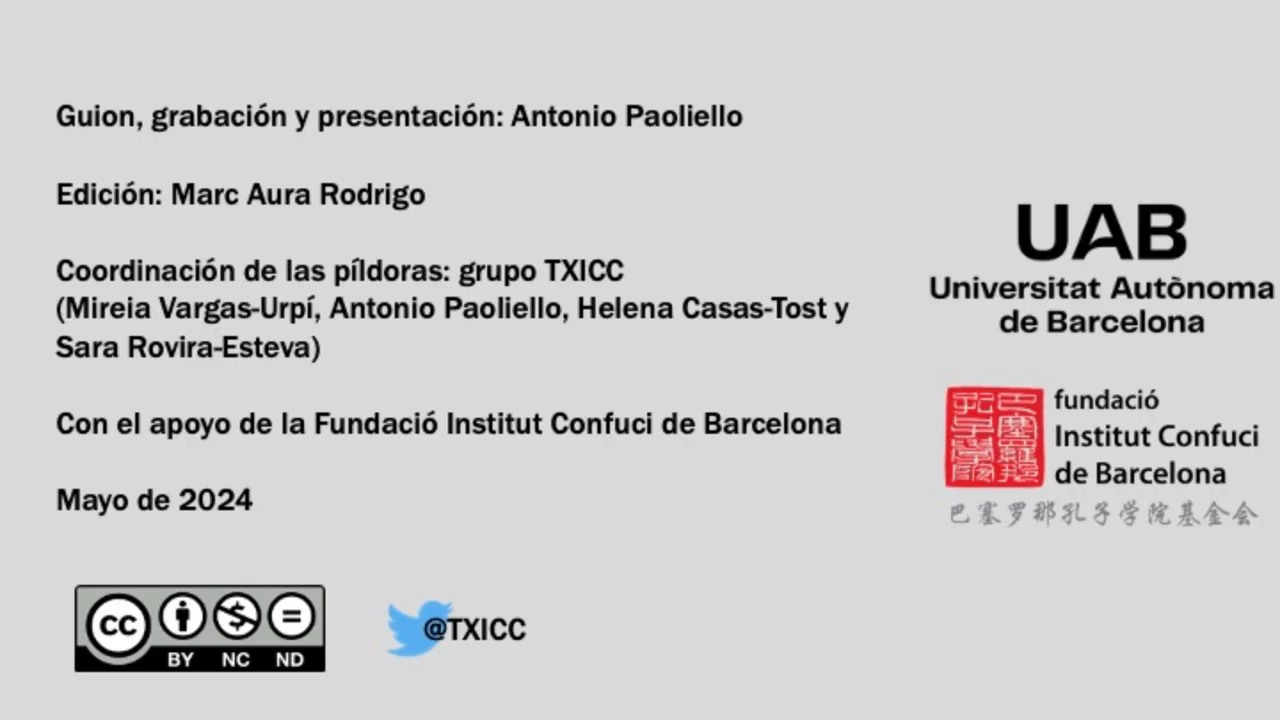 Guion, grabación y presentación: Antonio Paoliello
Edición: Marc Aura Rodrigo
Coordinación de las píldoras: grupo TXICC
(Mireia Vargas-Urpí, Antonio Paoliello, Helena Casas-Tost y
Sara Rovira-Esteva)
Con el apoyo de la Fundació Institut Confuci de Barcelona
Mayo de 2024
CC
BY NC ND
@TXICC
UAB
Universitat Autònoma
de Barcelona
fundació
Institut Confuci
de Barcelona
巴塞罗那孔子学院基金会